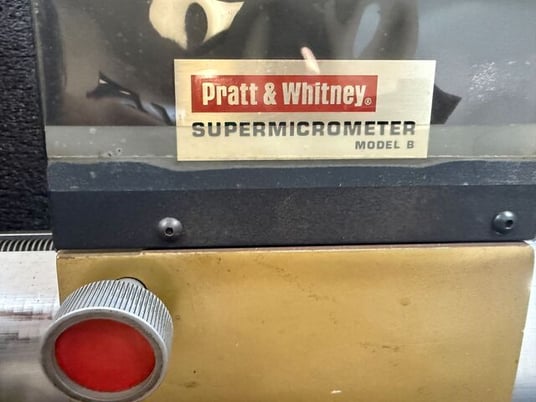 Pratt & Whitney®
SUPERMICROMETER
MODEL B